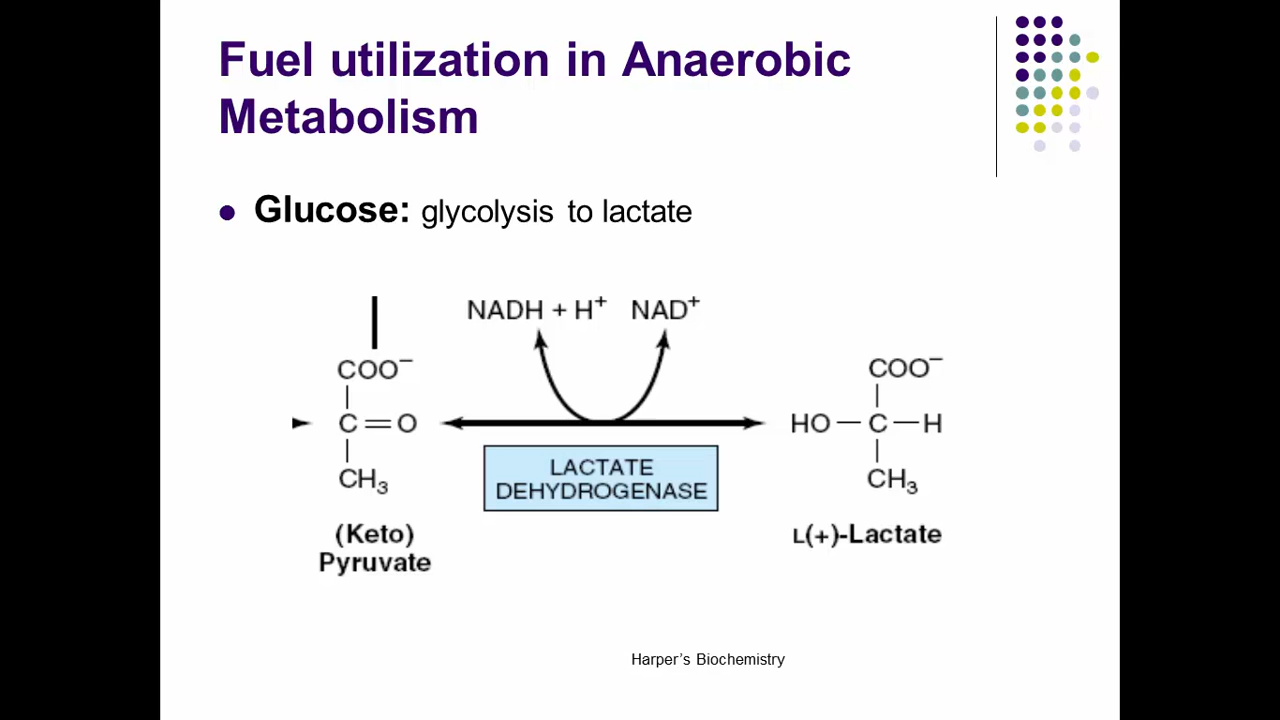 Fuel utilization in Anaerobic
Metabolism
Glucose: glycolysis to lactate
NADH + H⁺ NAD⁺
COO⁻
C=O
CH₃
(Keto)
Pyruvate
LACTATE
DEHYDROGENASE
COO⁻
HO—C—H
CH₃
L(+)-Lactate
Harper's Biochemistry